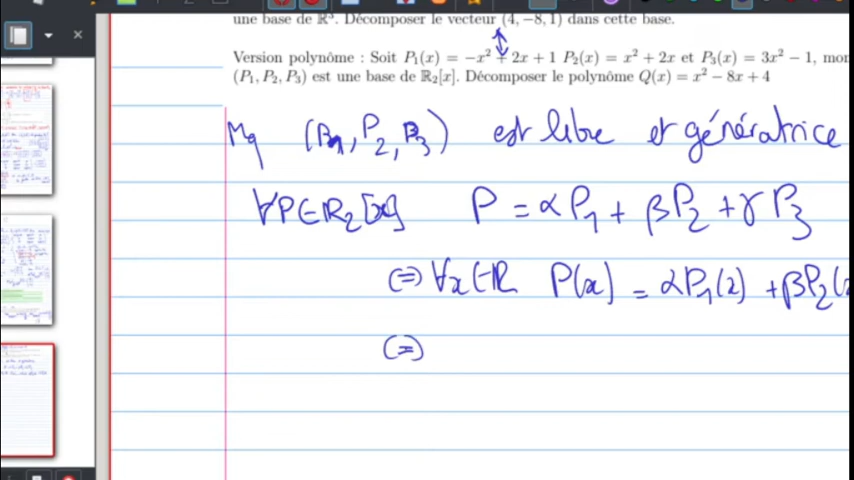 une base de ℝ³. Décomposer le vecteur (4, −8, 1) dans cette base.
Version polynôme : Soit P₁(x) = −x² + 2x + 1 P₂(x) = x² + 2x et P₃(x) = 3x² − 1, mon
(P₁, P₂, P₃) est une base de ℝ₂[x]. Décomposer le polynôme Q(x) = x² − 8x + 4
Mq (P₁, P₂, P₃) est libre et génératrice
∀P∈ℝ₂[x] P = αP₁ + βP₂ + γP₃
(=) ∀x∈ℝ P(x) = αP₁(x) + βP₂(x
(=)